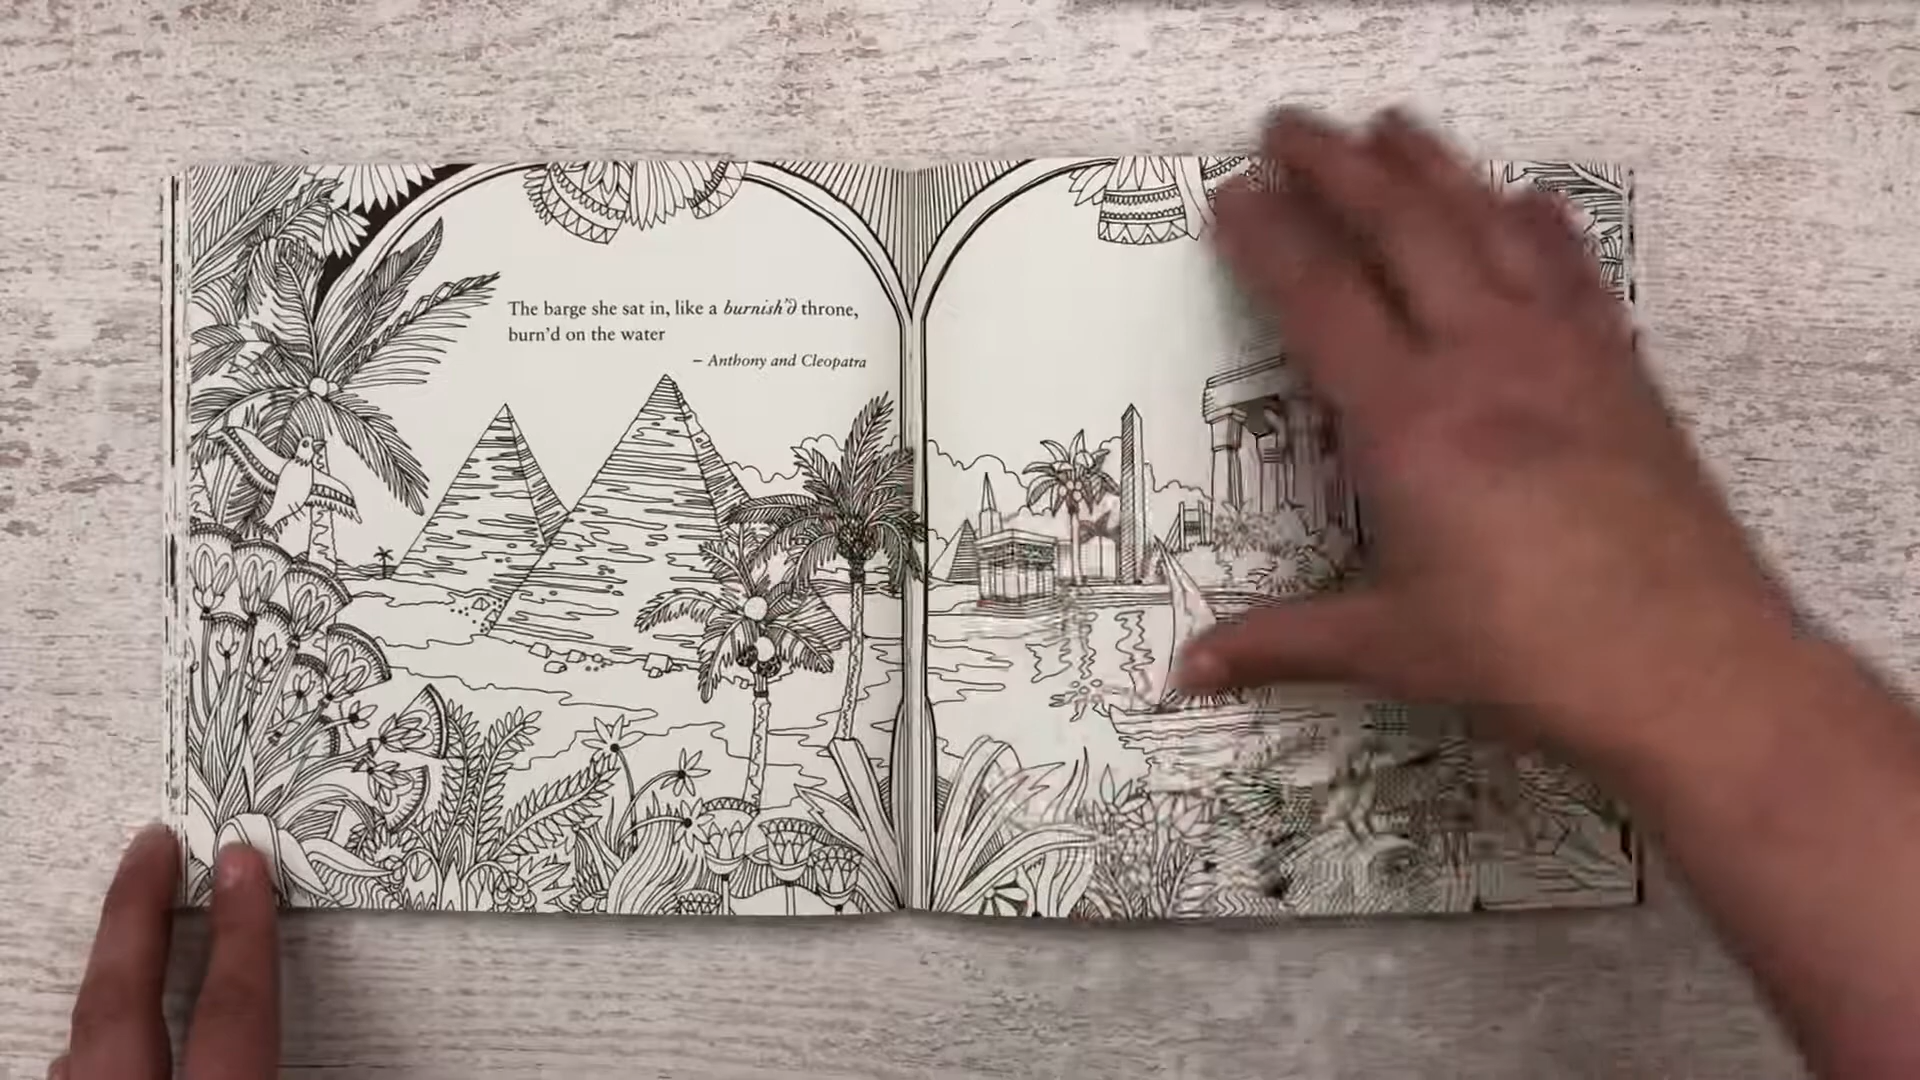 The barge she sat in, like a burnish'd throne,
burn'd on the water
– Anthony and Cleopatra